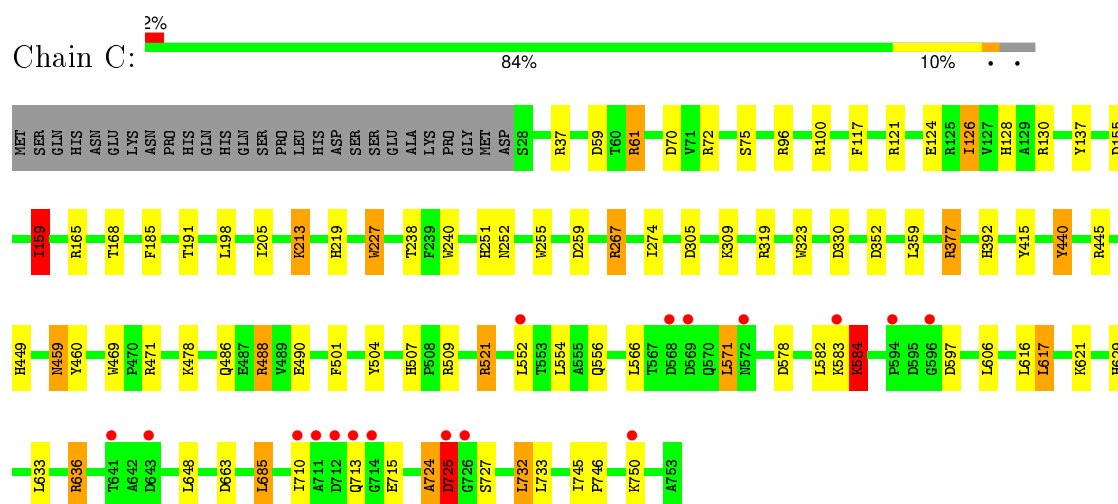 2%
Chain C:
84% 10% • •
MET SER GLN HIS HIS ASN GLU LYS ASN PRO HIS GLN HIS GLN SER PRO LEU HIS ASP SER SER GLU ALA LYS PRO GLY MET ASP S28 R37 D59 T60 R61 D70 V71 R72 S75 R96 R100 F117 R121 E124 R125 I126 V127 H128 A129 R130 Y137 D155
I159 R165 T168 F185 T191 L198 I205 K213 H219 W227 T238 F239 W240 H251 N252 W255 D259 R267 I274 D305 K309 R319 W323 D330 D352 L359 R377 H392 Y415 Y440 R445
H449 N459 Y460 W469 P470 R471 K478 Q486 E487 R488 V489 E490 F501 Y504 H507 P508 R509 R521 L552 T553 L554 A555 Q556 L566 T567 D568 D569 Q570 L571 N572 D578 L582 K583 K584 P594 D595 G596 D597 L606 L616 L617 K621 H629
L633 R636 T641 A642 D643 L648 D663 L685 I710 A711 D712 Q713 G714 E715 A724 D725 G726 S727 L732 L733 I745 P746 K750 A753